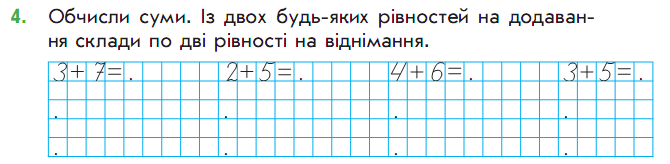 4. Обчисли суми. Із двох будь-яких рівностей на додаван-
ня склади по дві рівності на віднімання.
3+7=. 2+5=. 4+6=. 3+5=.
. . . .
. . . .